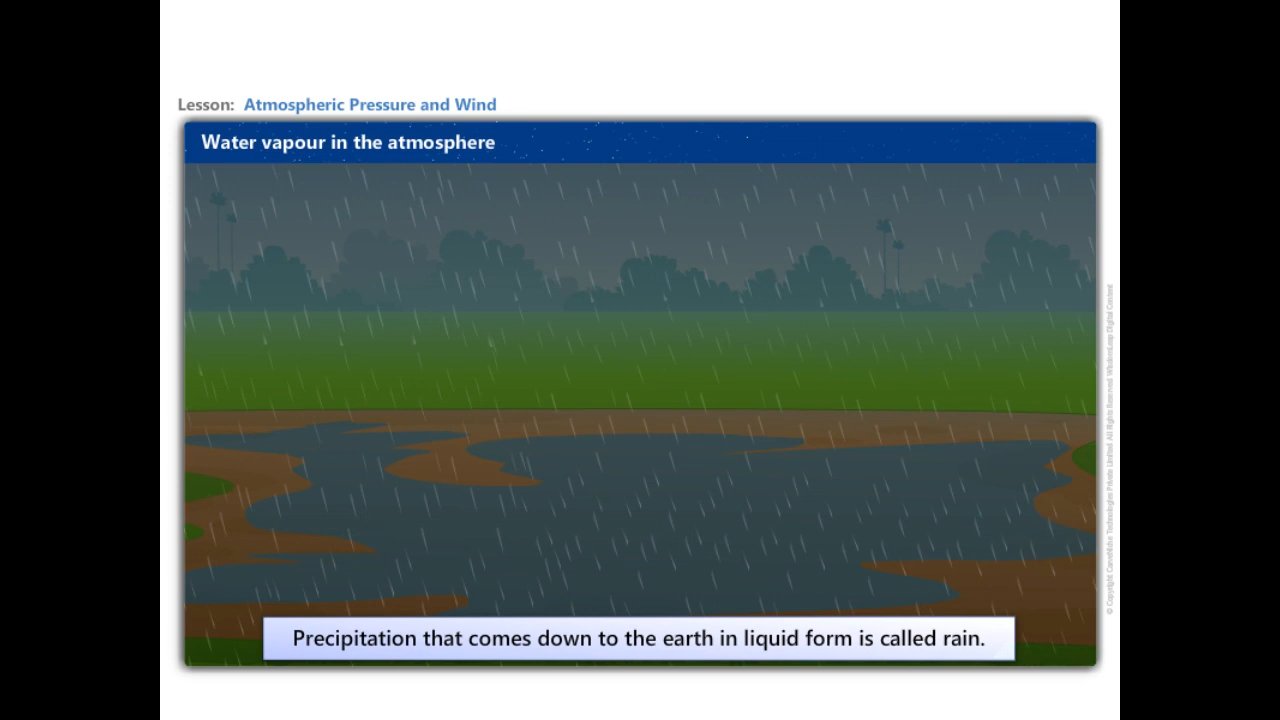 Lesson: Atmospheric Pressure and Wind
Water vapour in the atmosphere
Precipitation that comes down to the earth in liquid form is called rain.